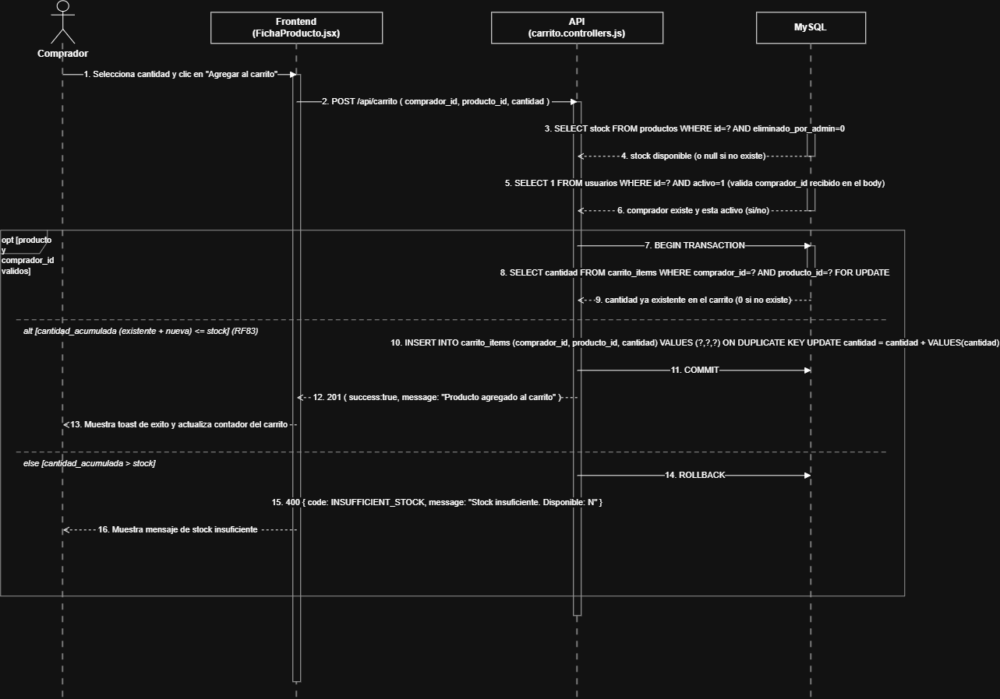 Comprador
Frontend
(FichaProducto.jsx)
API
(carrito.controllers.js)
MySQL
1. Selecciona cantidad y clic en "Agregar al carrito"
2. POST /api/carrito ( comprador_id, producto_id, cantidad )
3. SELECT stock FROM productos WHERE id=? AND eliminado_por_admin=0
4. stock disponible (o null si no existe)
5. SELECT 1 FROM usuarios WHERE id=? AND activo=1 (valida comprador_id recibido en el body)
6. comprador existe y esta activo (si/no)
opt [producto
y
comprador_id
validos]
7. BEGIN TRANSACTION
8. SELECT cantidad FROM carrito_items WHERE comprador_id=? AND producto_id=? FOR UPDATE
9. cantidad ya existente en el carrito (0 si no existe)
alt [cantidad_acumulada (existente + nueva) <= stock] (RF83)
10. INSERT INTO carrito_items (comprador_id, producto_id, cantidad) VALUES (?,?,?) ON DUPLICATE KEY UPDATE cantidad = cantidad + VALUES(cantidad)
11. COMMIT
12. 201 ( success:true, message: "Producto agregado al carrito" )
13. Muestra toast de exito y actualiza contador del carrito
else [cantidad_acumulada > stock]
14. ROLLBACK
15. 400 { code: INSUFFICIENT_STOCK, message: "Stock insuficiente. Disponible: N" }
16. Muestra mensaje de stock insuficiente